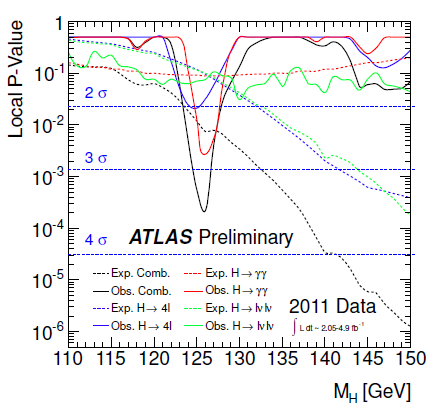 Local P-Value
1
10-1
2 σ
10-2
3 σ
10-3
10-4
4 σ
ATLAS Preliminary
10-5
Exp. Comb.
Exp. H→ γγ
Obs. Comb.
Obs. H→ γγ
Exp. H→ 4l
Exp. H→ lνlν
Obs. H→ 4l
Obs. H→ lνlν
2011 Data
∫ L dt ~ 2.05-4.9 fb-1
10-6
110 115 120 125 130 135 140 145 150
MH [GeV]